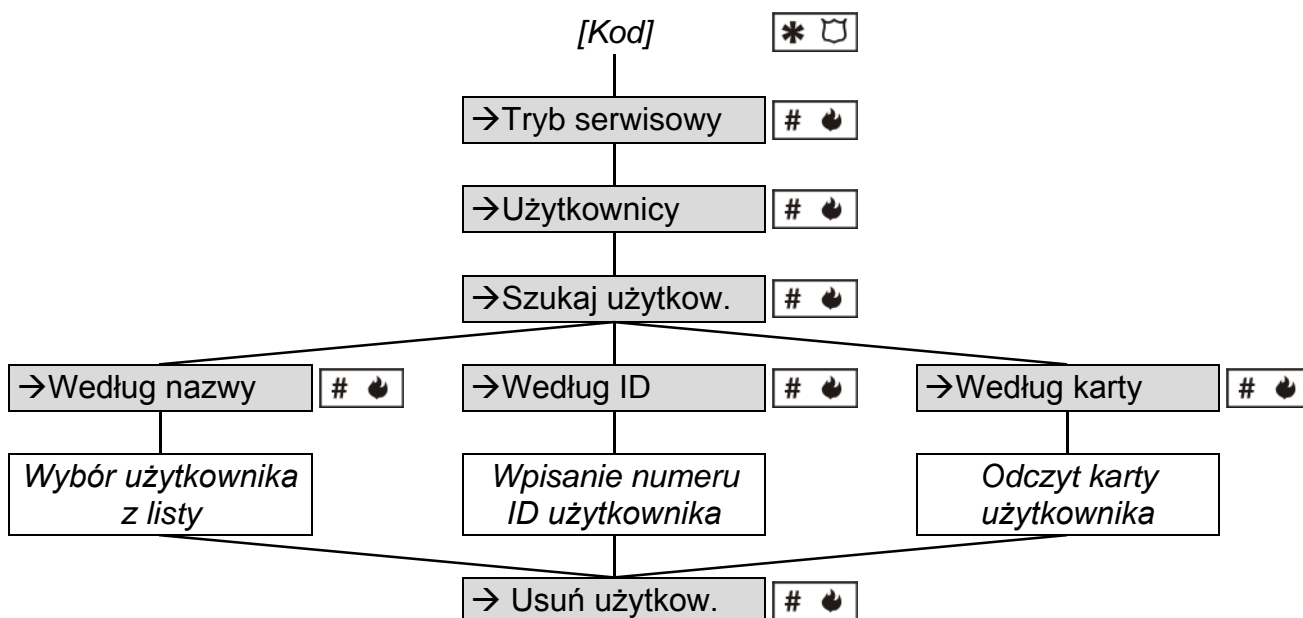 [Kod] *
→Tryb serwisowy #
→Użytkownicy #
→Szukaj użytkow. #
→Według nazwy # →Według ID # →Według karty #
Wybór użytkownika
z listy
Wpisanie numeru
ID użytkownika
Odczyt karty
użytkownika
→ Usuń użytkow. #